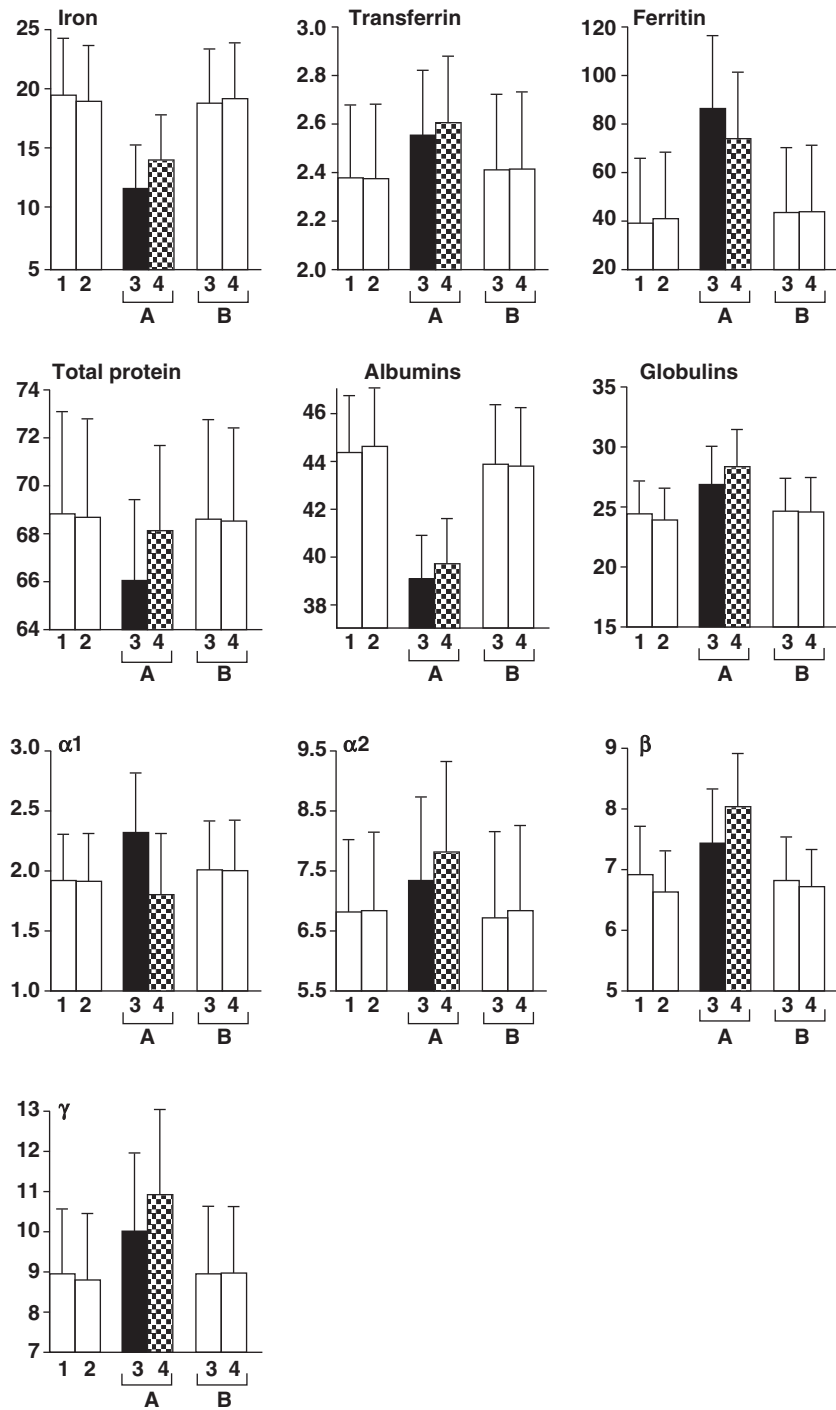 Iron
25
20
15
10
5
1 2 3 4 3 4
A B
Transferrin
3.0
2.8
2.6
2.4
2.2
2.0
1 2 3 4 3 4
A B
Ferritin
120
100
80
60
40
20
1 2 3 4 3 4
A B
Total protein
74
72
70
68
66
64
1 2 3 4 3 4
A B
Albumins
46
44
42
40
38
1 2 3 4 3 4
A B
Globulins
35
30
25
20
15
1 2 3 4 3 4
A B
α1
3.0
2.5
2.0
1.5
1.0
1 2 3 4 3 4
A B
α2
9.5
8.5
7.5
6.5
5.5
1 2 3 4 3 4
A B
β
9
8
7
6
5
1 2 3 4 3 4
A B
γ
13
12
11
10
9
8
7
1 2 3 4 3 4
A B